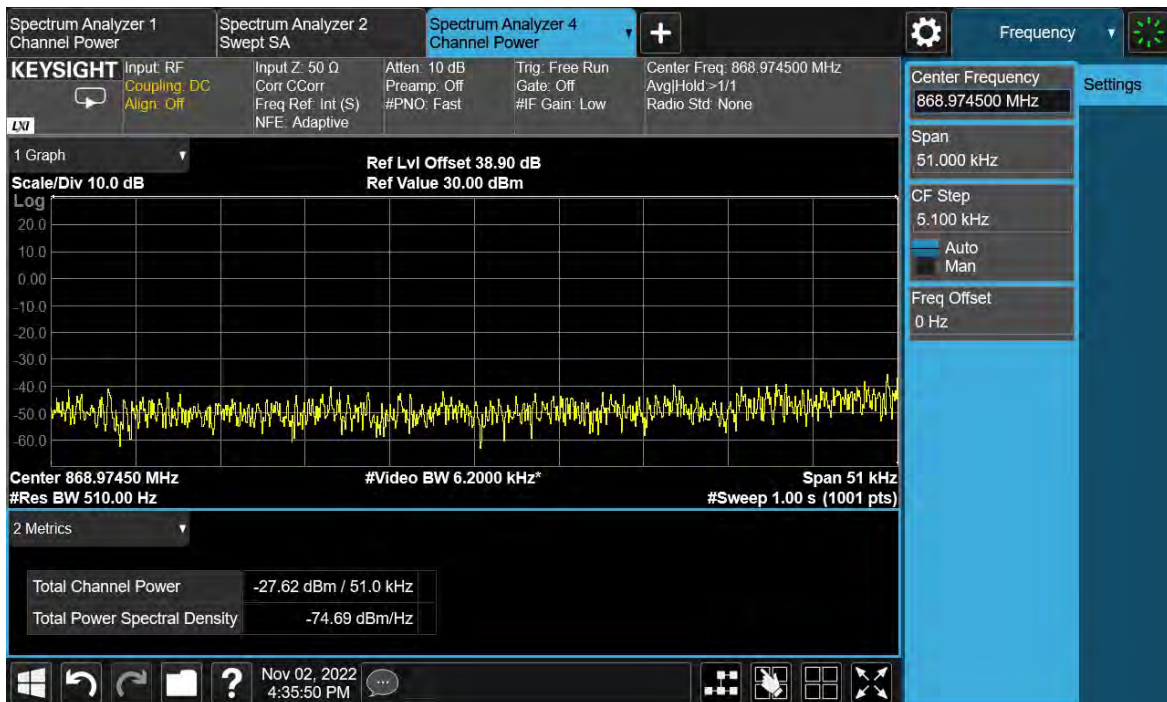 Spectrum Analyzer 1
Channel Power
Spectrum Analyzer 2
Swept SA
Spectrum Analyzer 4
Channel Power
Frequency
KEYSIGHT
LXI
Input: RF
Coupling: DC
Align: Off
Input Z: 50 Ω
Corr CCorr
Freq Ref: Int (S)
NFE: Adaptive
Atten: 10 dB
Preamp: Off
#PNO: Fast
Trig: Free Run
Gate: Off
#IF Gain: Low
Center Freq: 868.974500 MHz
Avg|Hold:>1/1
Radio Std: None
Center Frequency
868.974500 MHz
Settings
Span
51.000 kHz
CF Step
5.100 kHz
Auto
Man
Freq Offset
0 Hz
1 Graph
Scale/Div 10.0 dB
Ref Lvl Offset 38.90 dB
Ref Value 30.00 dBm
Log
20.0
10.0
0.00
-10.0
-20.0
-30.0
-40.0
-50.0
-60.0
Center 868.97450 MHz
#Video BW 6.2000 kHz*
Span 51 kHz
#Res BW 510.00 Hz
#Sweep 1.00 s (1001 pts)
2 Metrics
Total Channel Power -27.62 dBm / 51.0 kHz
Total Power Spectral Density -74.69 dBm/Hz
?
Nov 02, 2022
4:35:50 PM